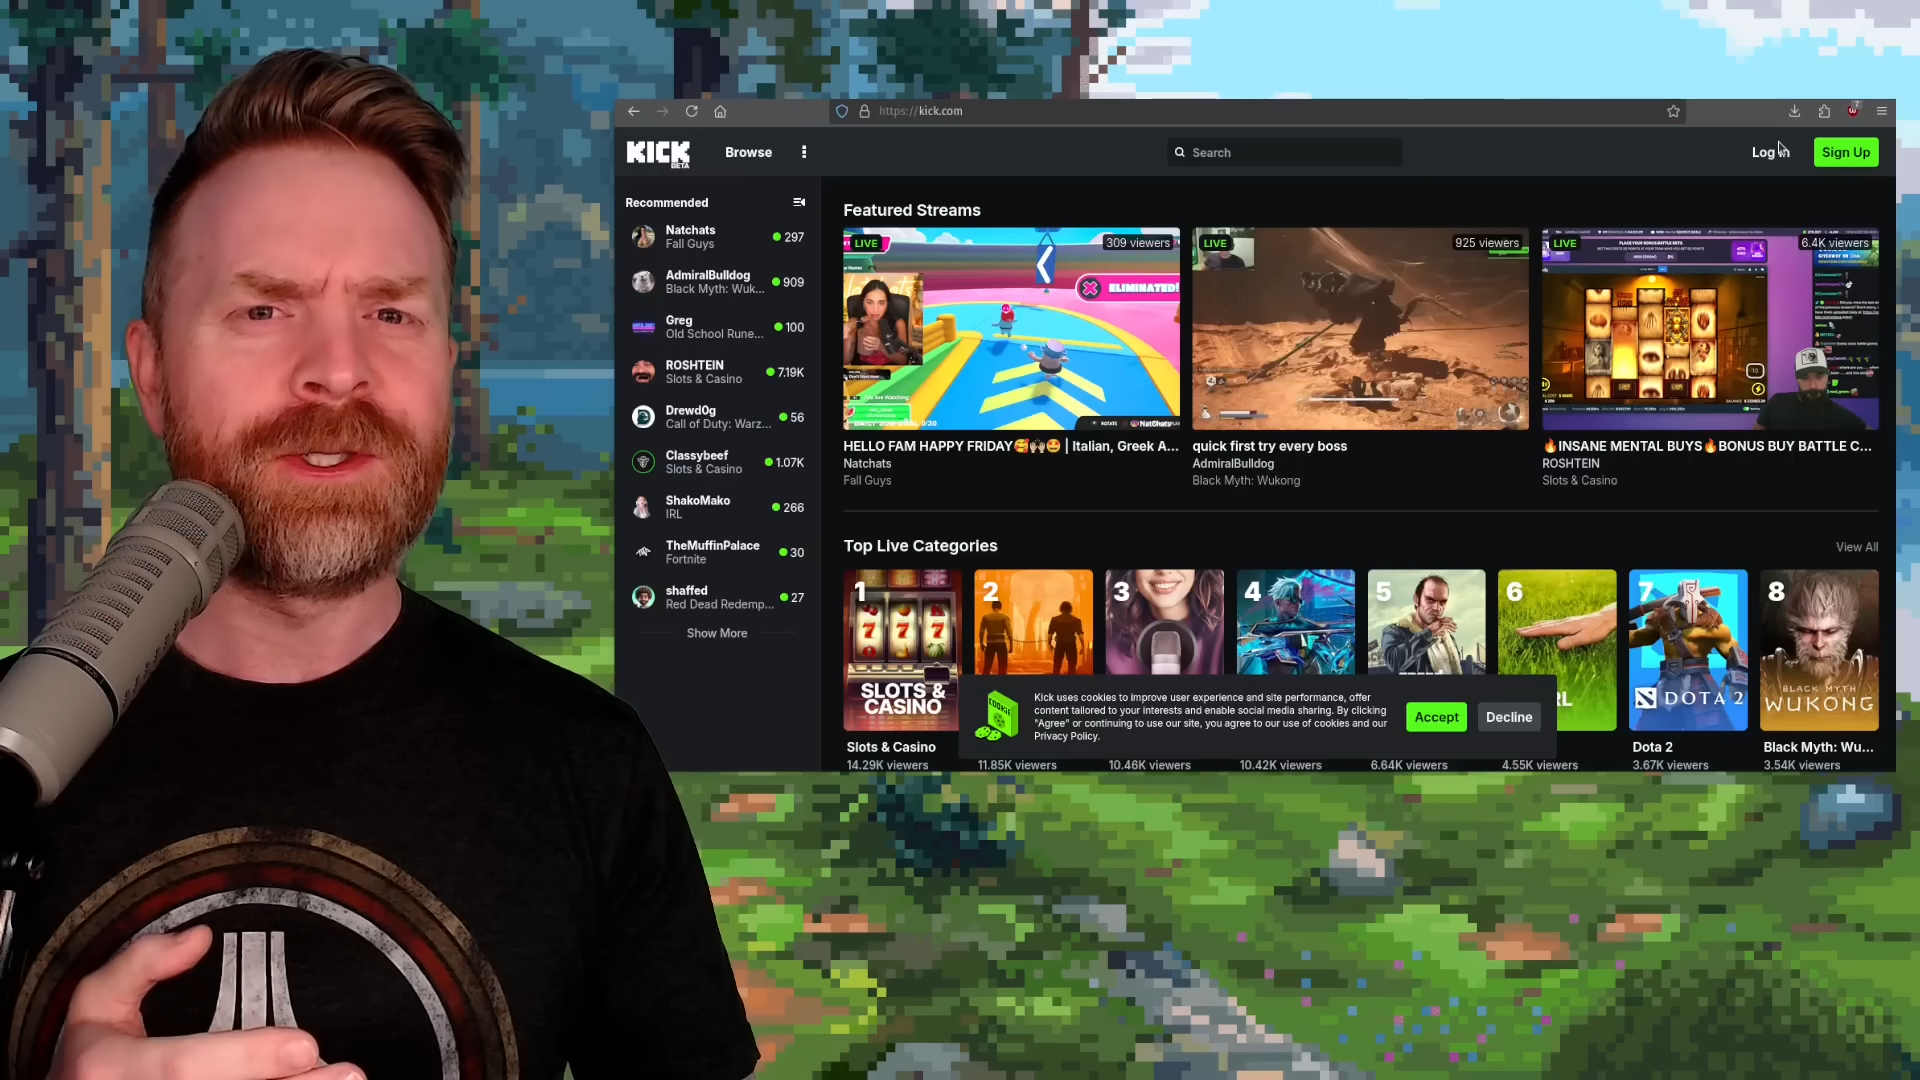 https://kick.com
7
KICK
BETA
Browse
Search
Log In
Sign Up
Recommended
Natchats
Fall Guys
297
AdmiralBulldog
Black Myth: Wuk...
909
Greg
Old School Rune...
100
ROSHTEIN
Slots & Casino
7.19K
Drewd0g
Call of Duty: Warz...
56
Classybeef
Slots & Casino
1.07K
ShakoMako
IRL
266
TheMuffinPalace
Fortnite
30
shaffed
Red Dead Redemp...
27
Show More
Featured Streams
LIVE
309 viewers
ELIMINATED!
LIVE
925 viewers
LIVE
6.4K viewers
HELLO FAM HAPPY FRIDAY🥰🙌🏼🤩 | Italian, Greek A...
Natchats
Fall Guys
quick first try every boss
AdmiralBulldog
Black Myth: Wukong
🔥INSANE MENTAL BUYS🔥BONUS BUY BATTLE C...
ROSHTEIN
Slots & Casino
Top Live Categories
View All
1
2
3
4
5
6
7
8
7 7 7
SLOTS &
CASINO
DOTA 2
BLACK MYTH
WUKONG
COOKIE
Kick uses cookies to improve user experience and site performance, offer
content tailored to your interests and enable social media sharing. By clicking
"Agree" or continuing to use our site, you agree to our use of cookies and our
Privacy Policy.
Accept
Decline
Slots & Casino
14.29K viewers
11.85K viewers
10.46K viewers
10.42K viewers
6.64K viewers
4.55K viewers
Dota 2
3.67K viewers
Black Myth: Wu...
3.54K viewers